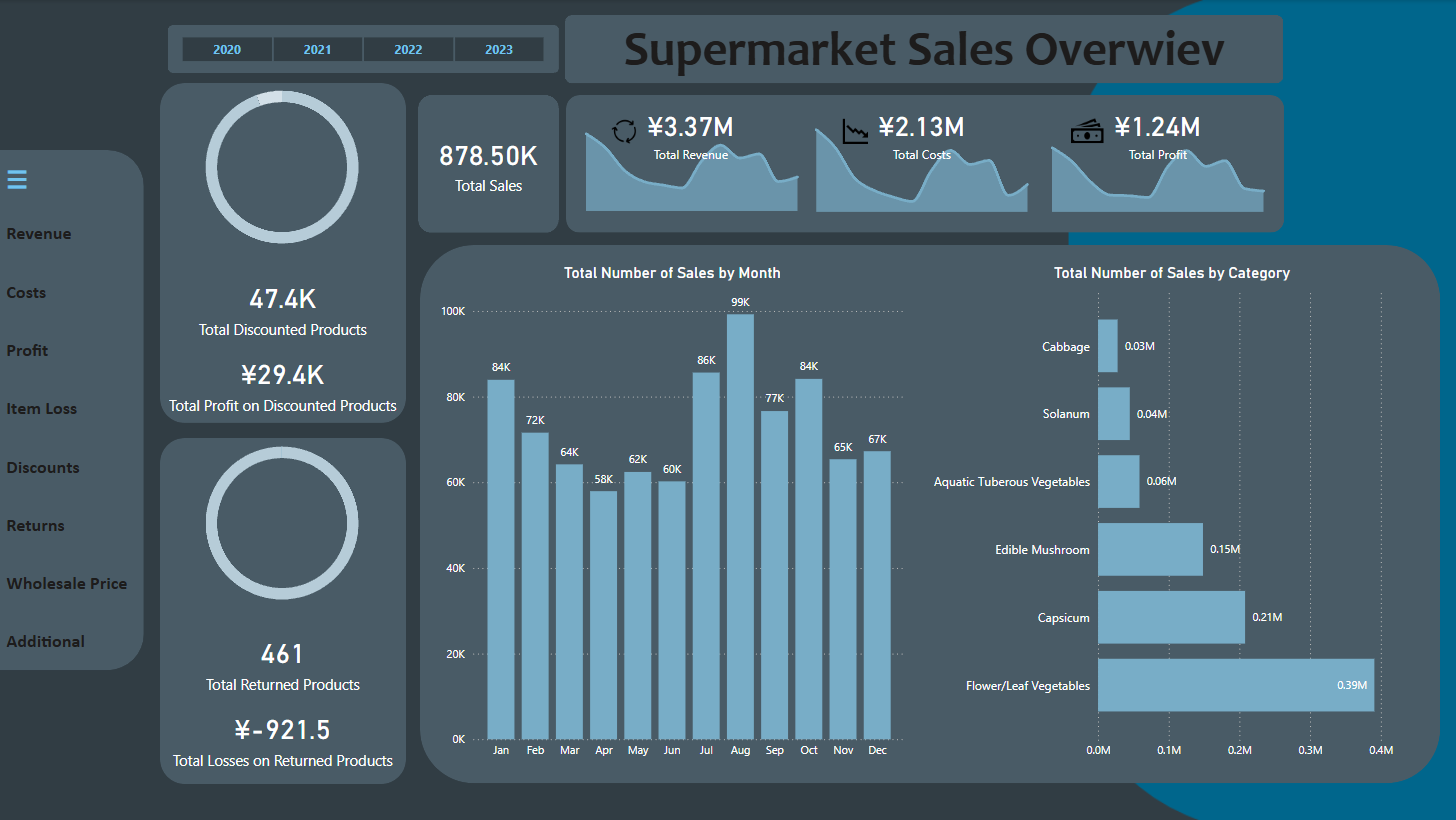 2020 2021 2022 2023
Supermarket Sales Overwiev
Revenue
Costs
Profit
Item Loss
Discounts
Returns
Wholesale Price
Additional
47.4K
Total Discounted Products
¥29.4K
Total Profit on Discounted Products
461
Total Returned Products
¥-921.5
Total Losses on Returned Products
878.50K
Total Sales
¥3.37M
Total Revenue
¥2.13M
Total Costs
¥1.24M
Total Profit
Total Number of Sales by Month
100K
80K
60K
40K
20K
0K
84K
72K
64K
58K
62K
60K
86K
99K
77K
84K
65K
67K
Jan Feb Mar Apr May Jun Jul Aug Sep Oct Nov Dec
Total Number of Sales by Category
Cabbage 0.03M
Solanum 0.04M
Aquatic Tuberous Vegetables 0.06M
Edible Mushroom 0.15M
Capsicum 0.21M
Flower/Leaf Vegetables 0.39M
0.0M 0.1M 0.2M 0.3M 0.4M